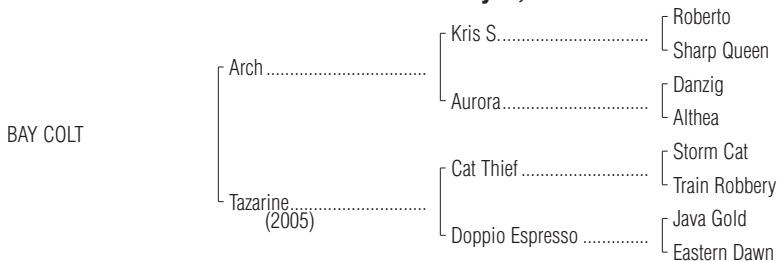 Roberto
Kris S.
Sharp Queen
Arch
Danzig
Aurora
Althea
BAY COLT
Storm Cat
Cat Thief
Train Robbery
Tazarine
(2005)
Java Gold
Doppio Espresso
Eastern Dawn